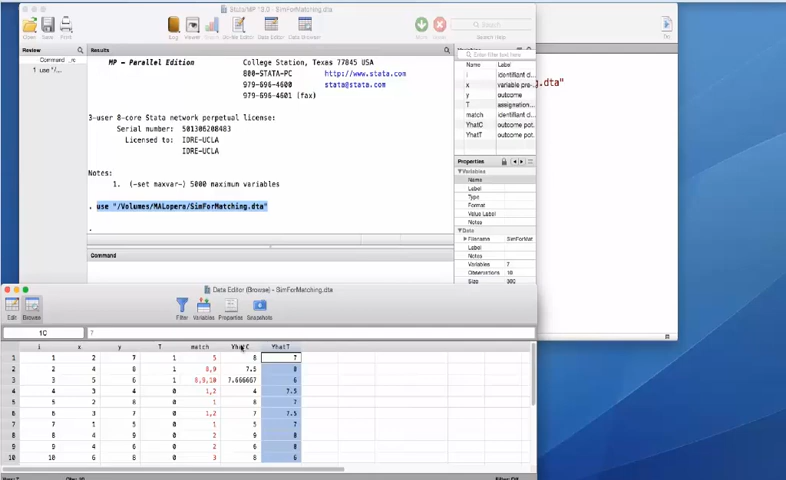 Stata/MP 13.0 - SimForMatching.dta
Open Save Print Log Viewer Graph Do-file Editor Data Editor Data Browser Search Help Do
Review Results
Command _rc
1 use "/...
MP - Parallel Edition College Station, Texas 77845 USA
800-STATA-PC http://www.stata.com
979-696-4600 stata@stata.com
979-696-4601 (fax)
3-user 8-core Stata network perpetual license:
Serial number: 501306208483
Licensed to: IDRE-UCLA
IDRE-UCLA
Notes:
1. (-set maxvar-) 5000 maximum variables
. use "/Volumes/MALopera/SimForMatching.dta"
.
Command
Enter filter text here
Name Label
i identifiant d...
x variable pre-...
y outcome
T assignation...
match identifiant d...
YhatC outcome pot...
YhatT outcome pot...
Properties
Variables
Name
Label
Type
Format
Value Label
Notes
Data
Filename SimForMat
Label
Notes
Variables 7
Observations 10
Size 300
g.dta"
Data Editor (Browse) - SimForMatching.dta
Edit Browse Filter Variables Properties Snapshots
1C 7
i x y T match YhatC YhatT
1 1 2 7 1 5 8 7
2 2 4 8 1 8,9 7.5 8
3 3 5 6 1 8,9,10 7.666667 6
4 4 3 4 0 1,2 4 7.5
5 5 2 8 0 1 8 7
6 6 3 7 0 1,2 7 7.5
7 7 1 5 0 1 5 7
8 8 4 9 0 2 9 8
9 9 4 6 0 2 6 8
10 10 6 8 0 3 8 6